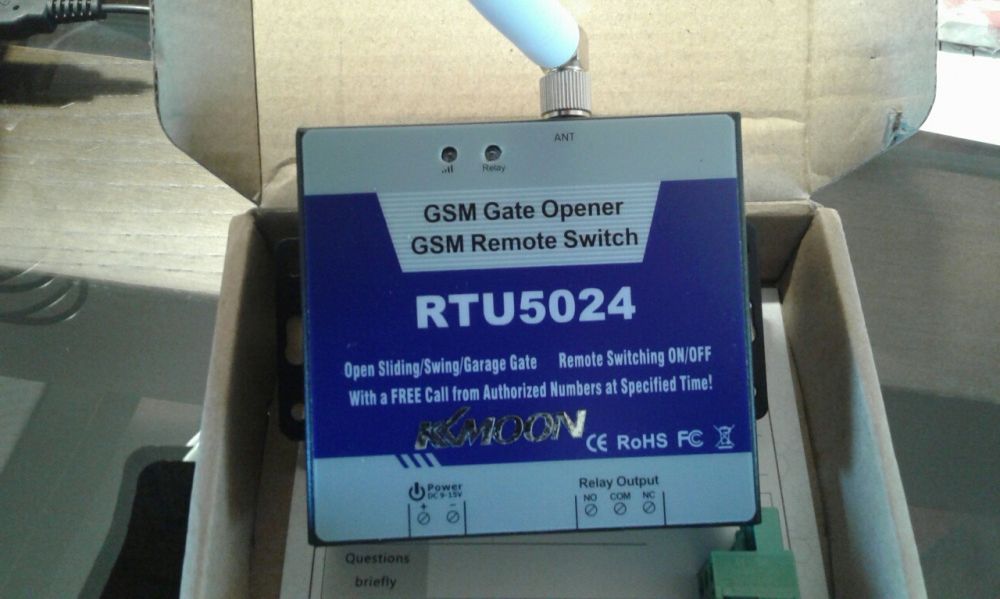 ANT
Relay
GSM Gate Opener
GSM Remote Switch
RTU5024
Open Sliding/Swing/Garage Gate Remote Switching ON/OFF
With a FREE Call from Authorized Numbers at Specified Time!
KKMOON
CE RoHS FC
Power
DC 9-15V
+ −
Relay Output
NO COM NC
Questions
briefly